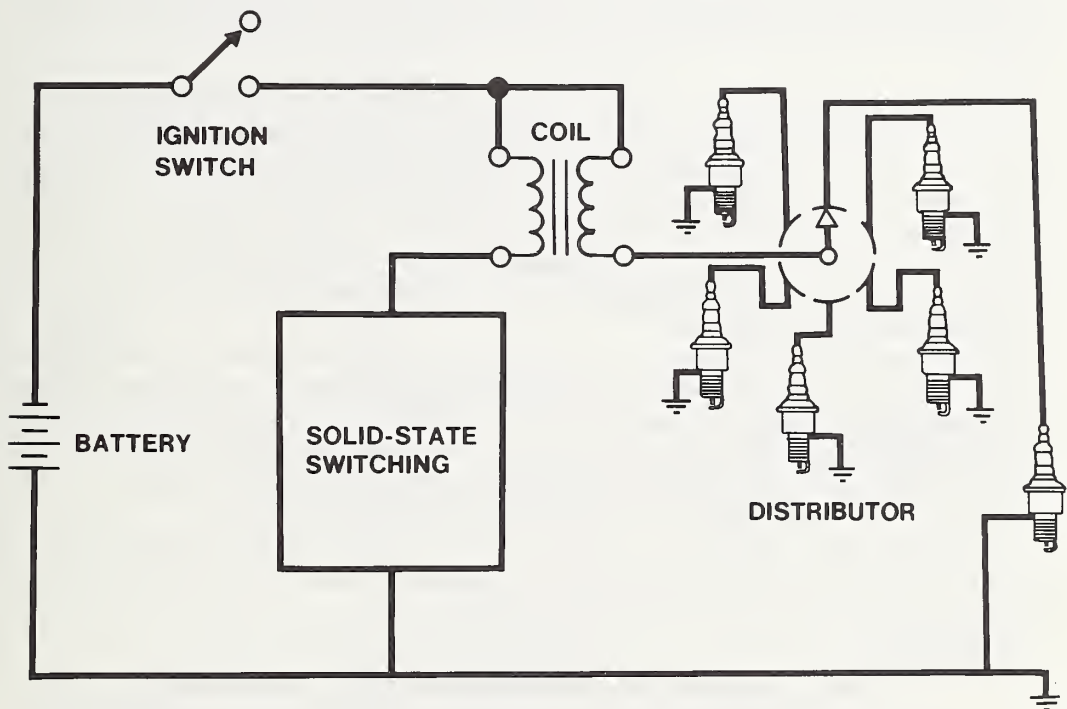 IGNITION
SWITCH
COIL
BATTERY
SOLID-STATE
SWITCHING
DISTRIBUTOR